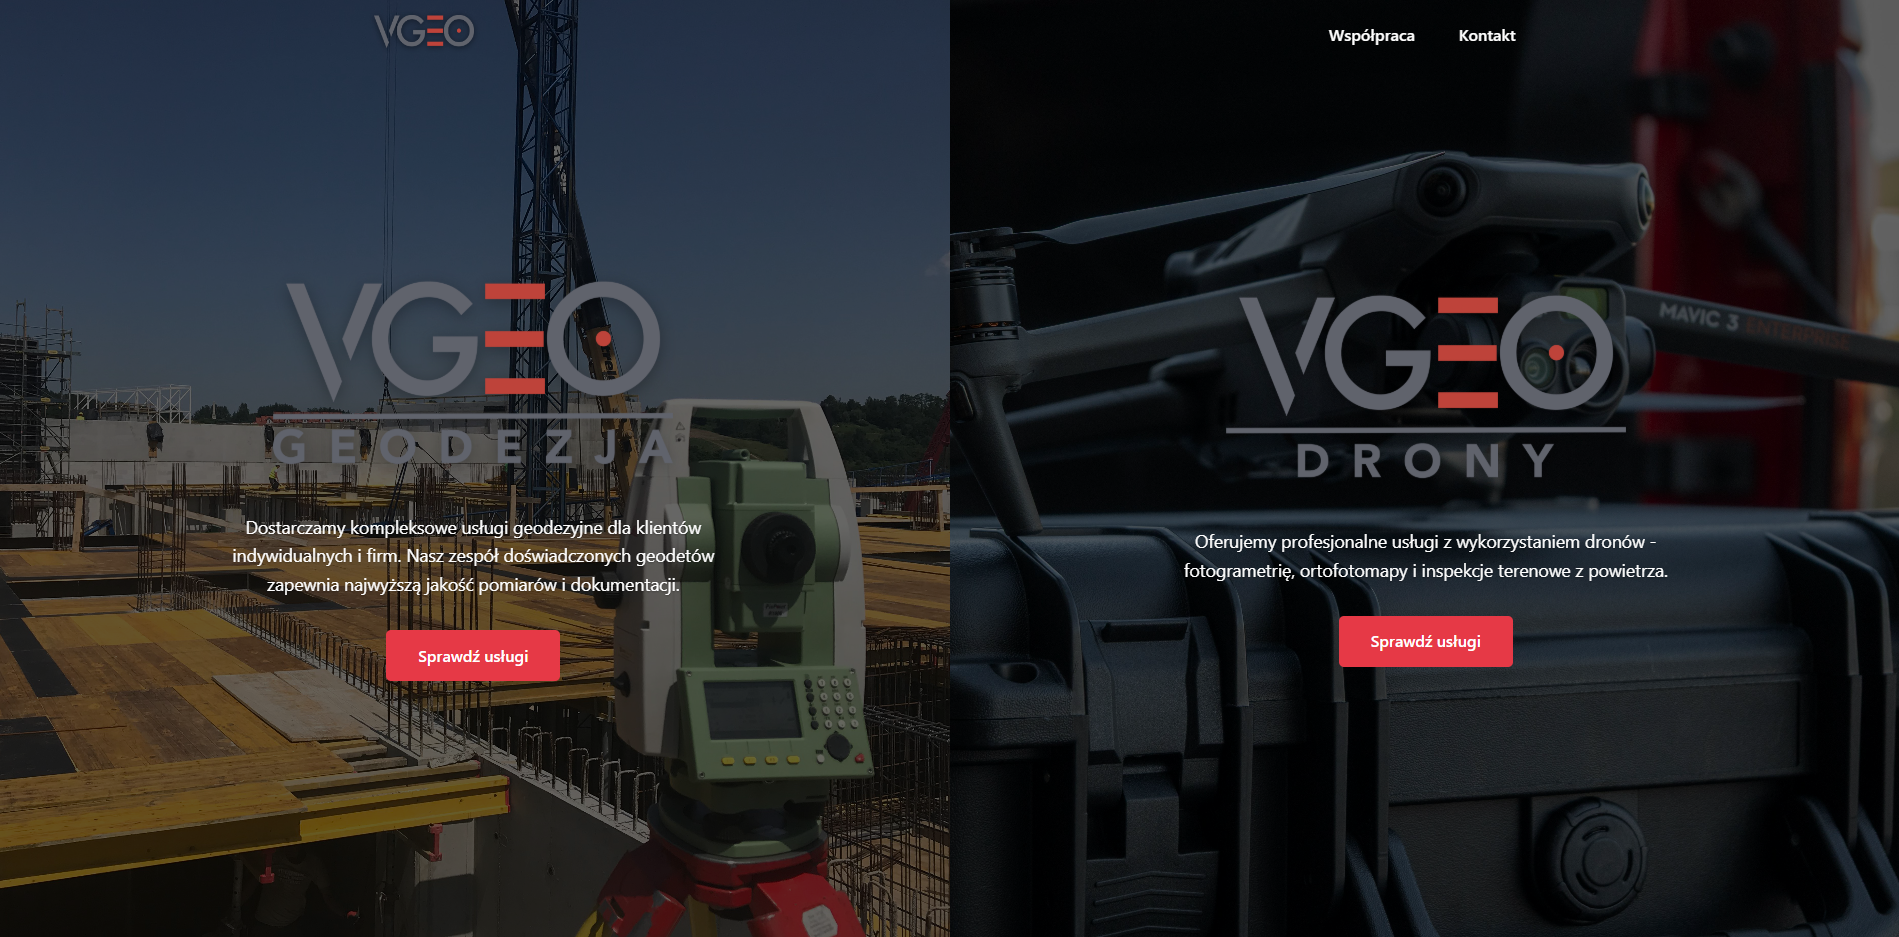 VGEO
Współpraca
Kontakt
VGEO
GEODEZJA
Dostarczamy kompleksowe usługi geodezyjne dla klientów
indywidualnych i firm. Nasz zespół doświadczonych geodetów
zapewnia najwyższą jakość pomiarów i dokumentacji.
Sprawdź usługi
MAVIC 3 ENTERPRISE
VGEO
DRONY
Oferujemy profesjonalne usługi z wykorzystaniem dronów -
fotogrametrię, ortofotomapy i inspekcje terenowe z powietrza.
Sprawdź usługi